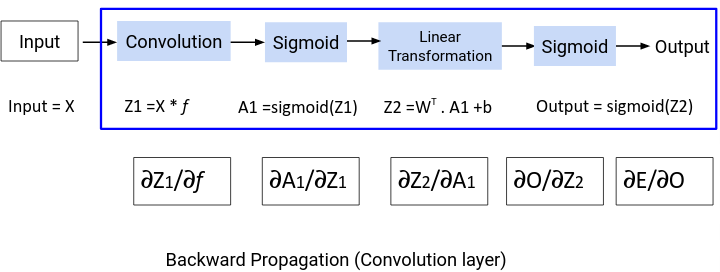 Input
Convolution
Sigmoid
Linear
Transformation
Sigmoid
Output
Input = X
Z1 =X * f
A1 =sigmoid(Z1)
Z2 =Wᵀ . A1 +b
Output = sigmoid(Z2)
∂Z1/∂f
∂A1/∂Z1
∂Z2/∂A1
∂O/∂Z2
∂E/∂O
Backward Propagation (Convolution layer)